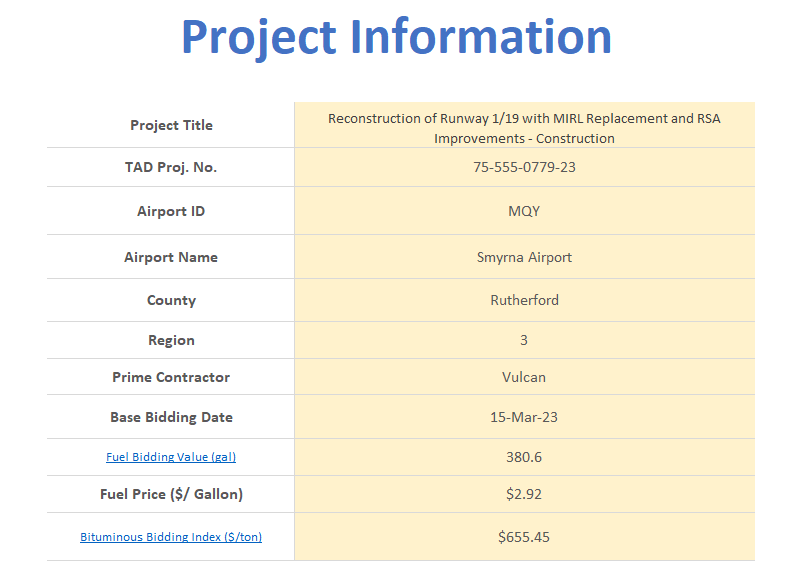 Project Information
Project Title
Reconstruction of Runway 1/19 with MIRL Replacement and RSA
Improvements - Construction
TAD Proj. No.
75-555-0779-23
Airport ID
MQY
Airport Name
Smyrna Airport
County
Rutherford
Region
3
Prime Contractor
Vulcan
Base Bidding Date
15-Mar-23
Fuel Bidding Value (gal)
380.6
Fuel Price ($/ Gallon)
$2.92
Bituminous Bidding Index ($/ton)
$655.45